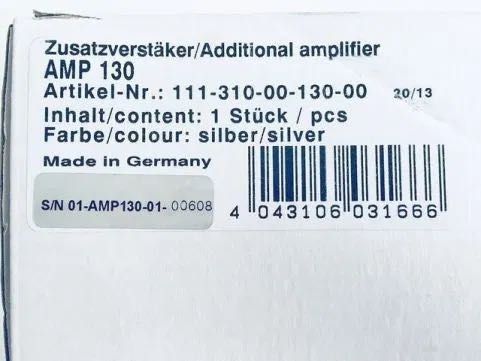 Zusatzverstäker/Additional amplifier
AMP 130
Artikel-Nr.: 111-310-00-130-00 20/13
Inhalt/content: 1 Stück / pcs
Farbe/colour: silber/silver
Made in Germany
S/N 01-AMP130-01- 00608
4 043106 031666